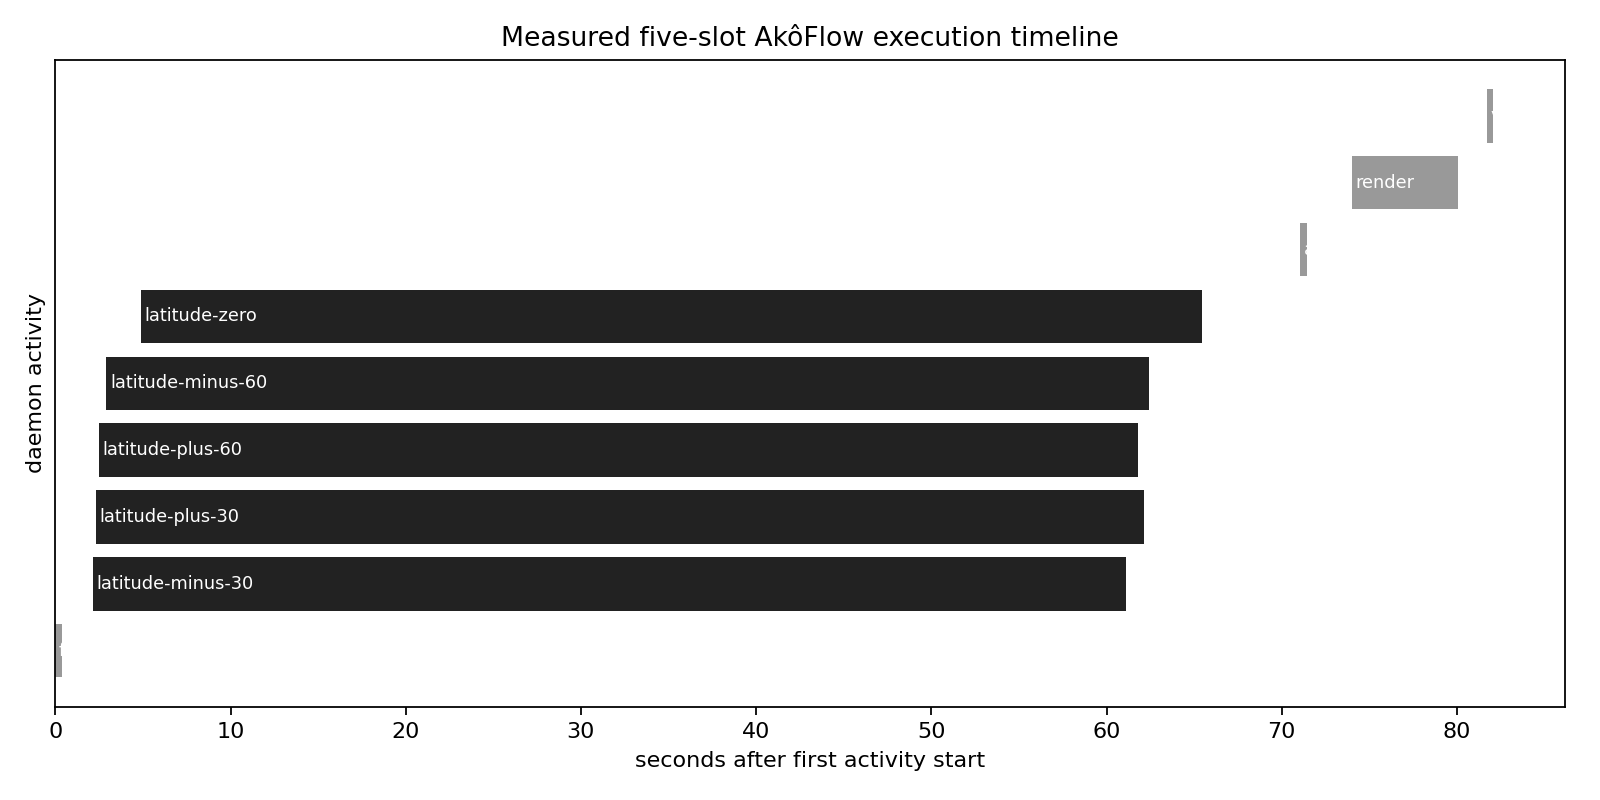 Measured five-slot AkôFlow execution timeline
render
latitude-zero
latitude-minus-60
latitude-plus-60
latitude-plus-30
latitude-minus-30
daemon activity
0 10 20 30 40 50 60 70 80
seconds after first activity start